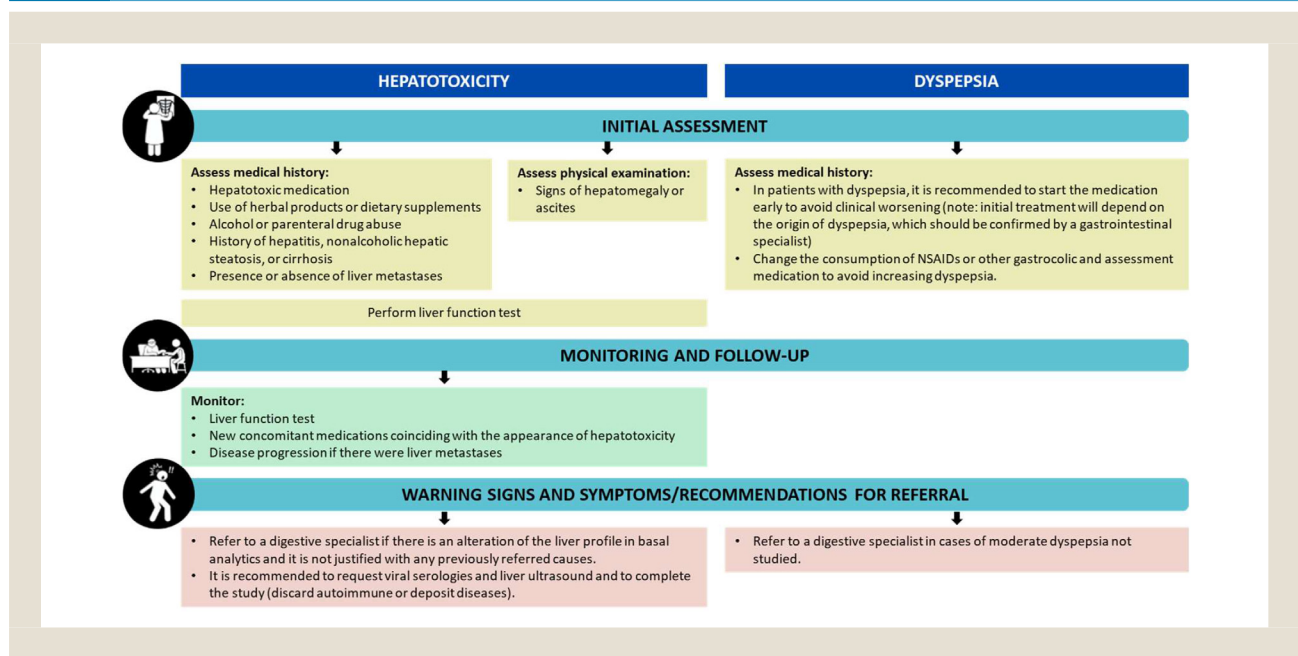 HEPATOTOXICITY
DYSPEPSIA
INITIAL ASSESSMENT
Assess medical history:
• Hepatotoxic medication
• Use of herbal products or dietary supplements
• Alcohol or parenteral drug abuse
• History of hepatitis, nonalcoholic hepatic
steatosis, or cirrhosis
• Presence or absence of liver metastases
Assess physical examination:
• Signs of hepatomegaly or
ascites
Assess medical history:
• In patients with dyspepsia, it is recommended to start the medication
early to avoid clinical worsening (note: initial treatment will depend on
the origin of dyspepsia, which should be confirmed by a gastrointestinal
specialist)
• Change the consumption of NSAIDs or other gastrocolic and assessment
medication to avoid increasing dyspepsia.
Perform liver function test
MONITORING AND FOLLOW-UP
Monitor:
• Liver function test
• New concomitant medications coinciding with the appearance of hepatotoxicity
• Disease progression if there were liver metastases
WARNING SIGNS AND SYMPTOMS/RECOMMENDATIONS FOR REFERRAL
• Refer to a digestive specialist if there is an alteration of the liver profile in basal
analytics and it is not justified with any previously referred causes.
• It is recommended to request viral serologies and liver ultrasound and to complete
the study (discard autoimmune or deposit diseases).
• Refer to a digestive specialist in cases of moderate dyspepsia not
studied.